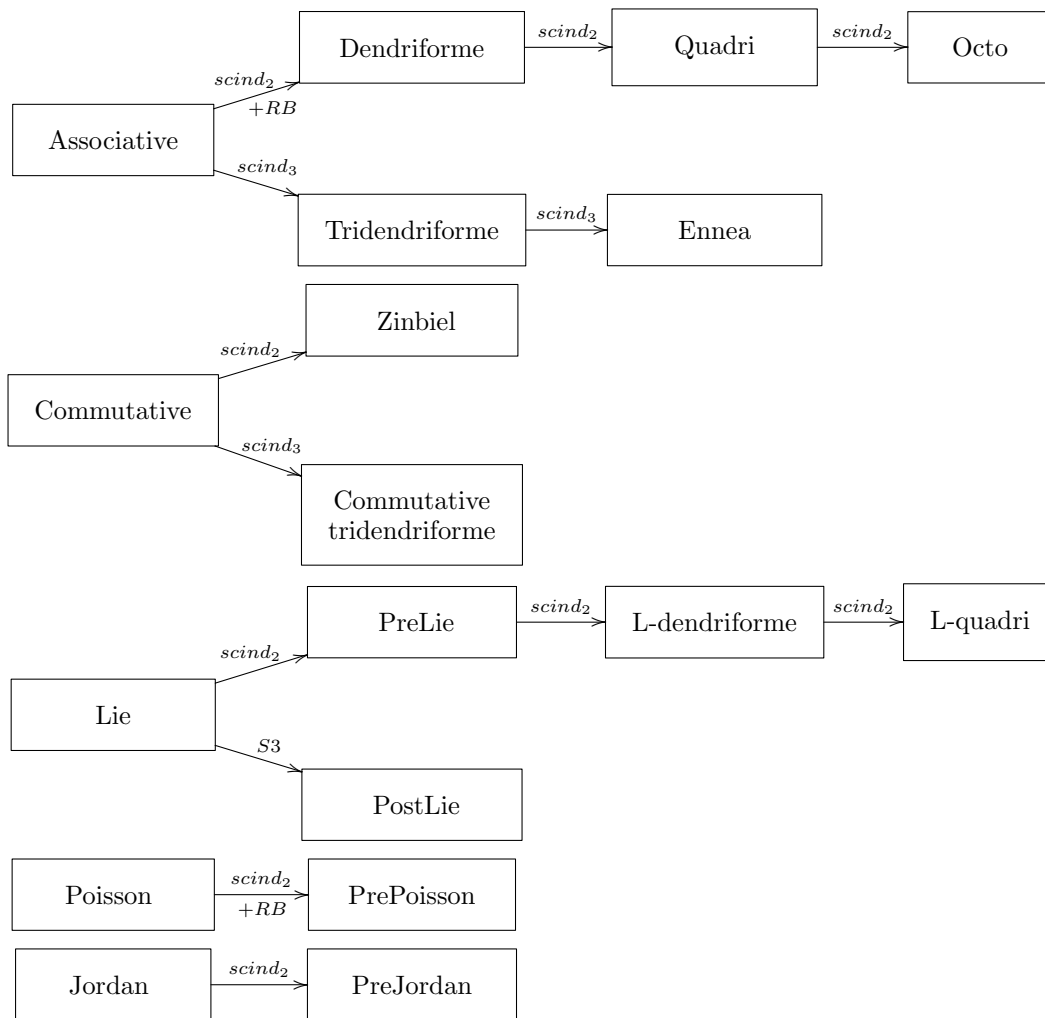 Dendriforme
scind2
Quadri
scind2
Octo
scind2
+RB
Associative
scind3
Tridendriforme
scind3
Ennea
Zinbiel
scind2
Commutative
scind3
Commutative
tridendriforme
PreLie
scind2
L-dendriforme
scind2
L-quadri
scind2
Lie
S3
PostLie
Poisson
scind2
+RB
PrePoisson
Jordan
scind2
PreJordan